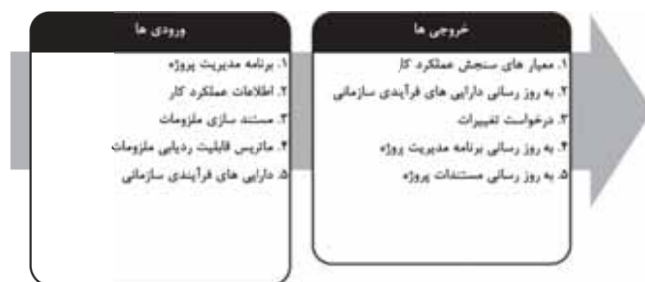 ورودی ها
۱. برنامه مدیریت پروژه
۲. اطلاعات عملکرد کار
۳. مستند سازی ملزومات
۴. ماتریس قابلیت ردیابی ملزومات
۵. دارایی های فرآیندی سازمانی
خروجی ها
۱. معیار های سنجش عملکرد کار
۲. به روز رسانی دارایی های فرآیندی سازمانی
۳. درخواست تغییرات
۴. به روز رسانی برنامه مدیریت پروژه
۵. به روز رسانی مستندات پروژه